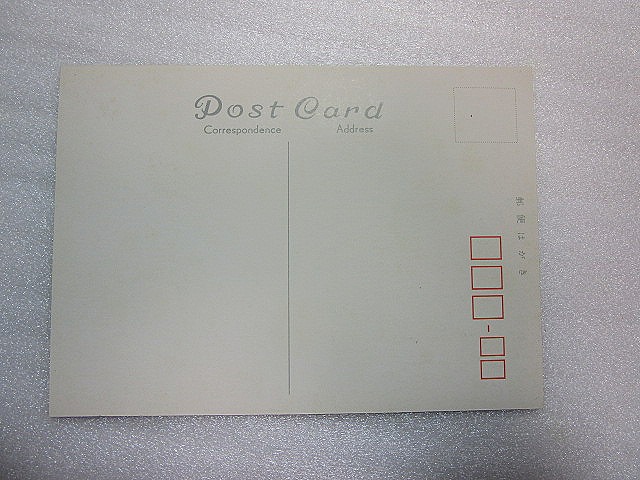 Post Card
Correspondence Address
郵便はがき